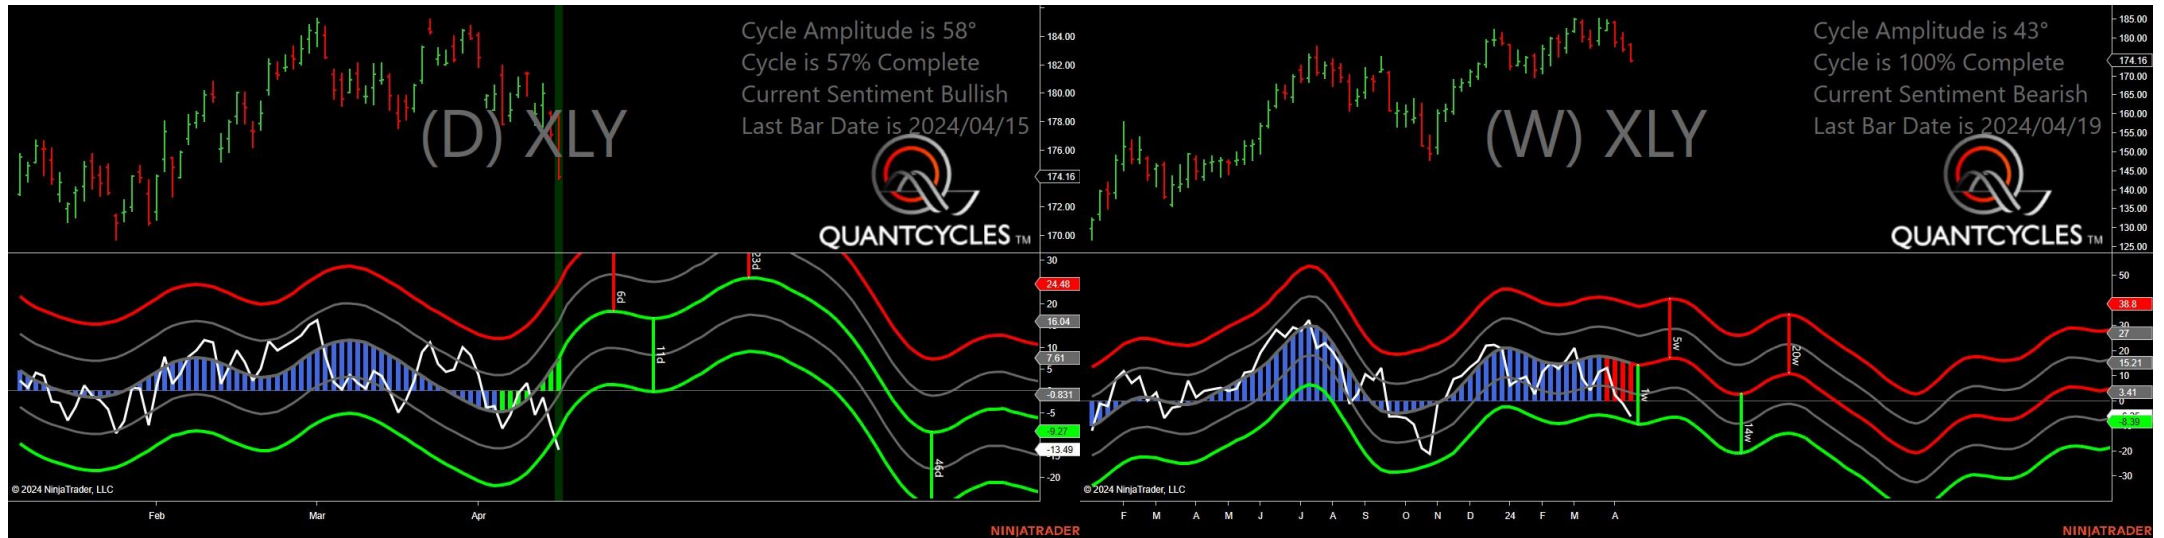 Cycle Amplitude is 58°
Cycle is 57% Complete
Current Sentiment Bullish
Last Bar Date is 2024/04/15
(D) XLY
QUANTCYCLES TM
184.00
182.00
180.00
178.00
176.00
174.16
172.00
170.00
30
24.48
20
16.04
10
7.61
5
-0.831
-5
-9.27
-13.49
-20
6d
11d
23d
46d
© 2024 NinjaTrader, LLC
Feb Mar Apr
NINJATRADER
Cycle Amplitude is 43°
Cycle is 100% Complete
Current Sentiment Bearish
Last Bar Date is 2024/04/19
(W) XLY
QUANTCYCLES TM
185.00
180.00
174.16
170.00
165.00
160.00
155.00
150.00
145.00
140.00
135.00
130.00
125.00
50
38.8
30
27
20
15.21
10
3.41
0
-8.39
-20
-30
1w
5w
14w
20w
© 2024 NinjaTrader, LLC
F M A M J J A S O N D 24 F M A
NINJATRADER